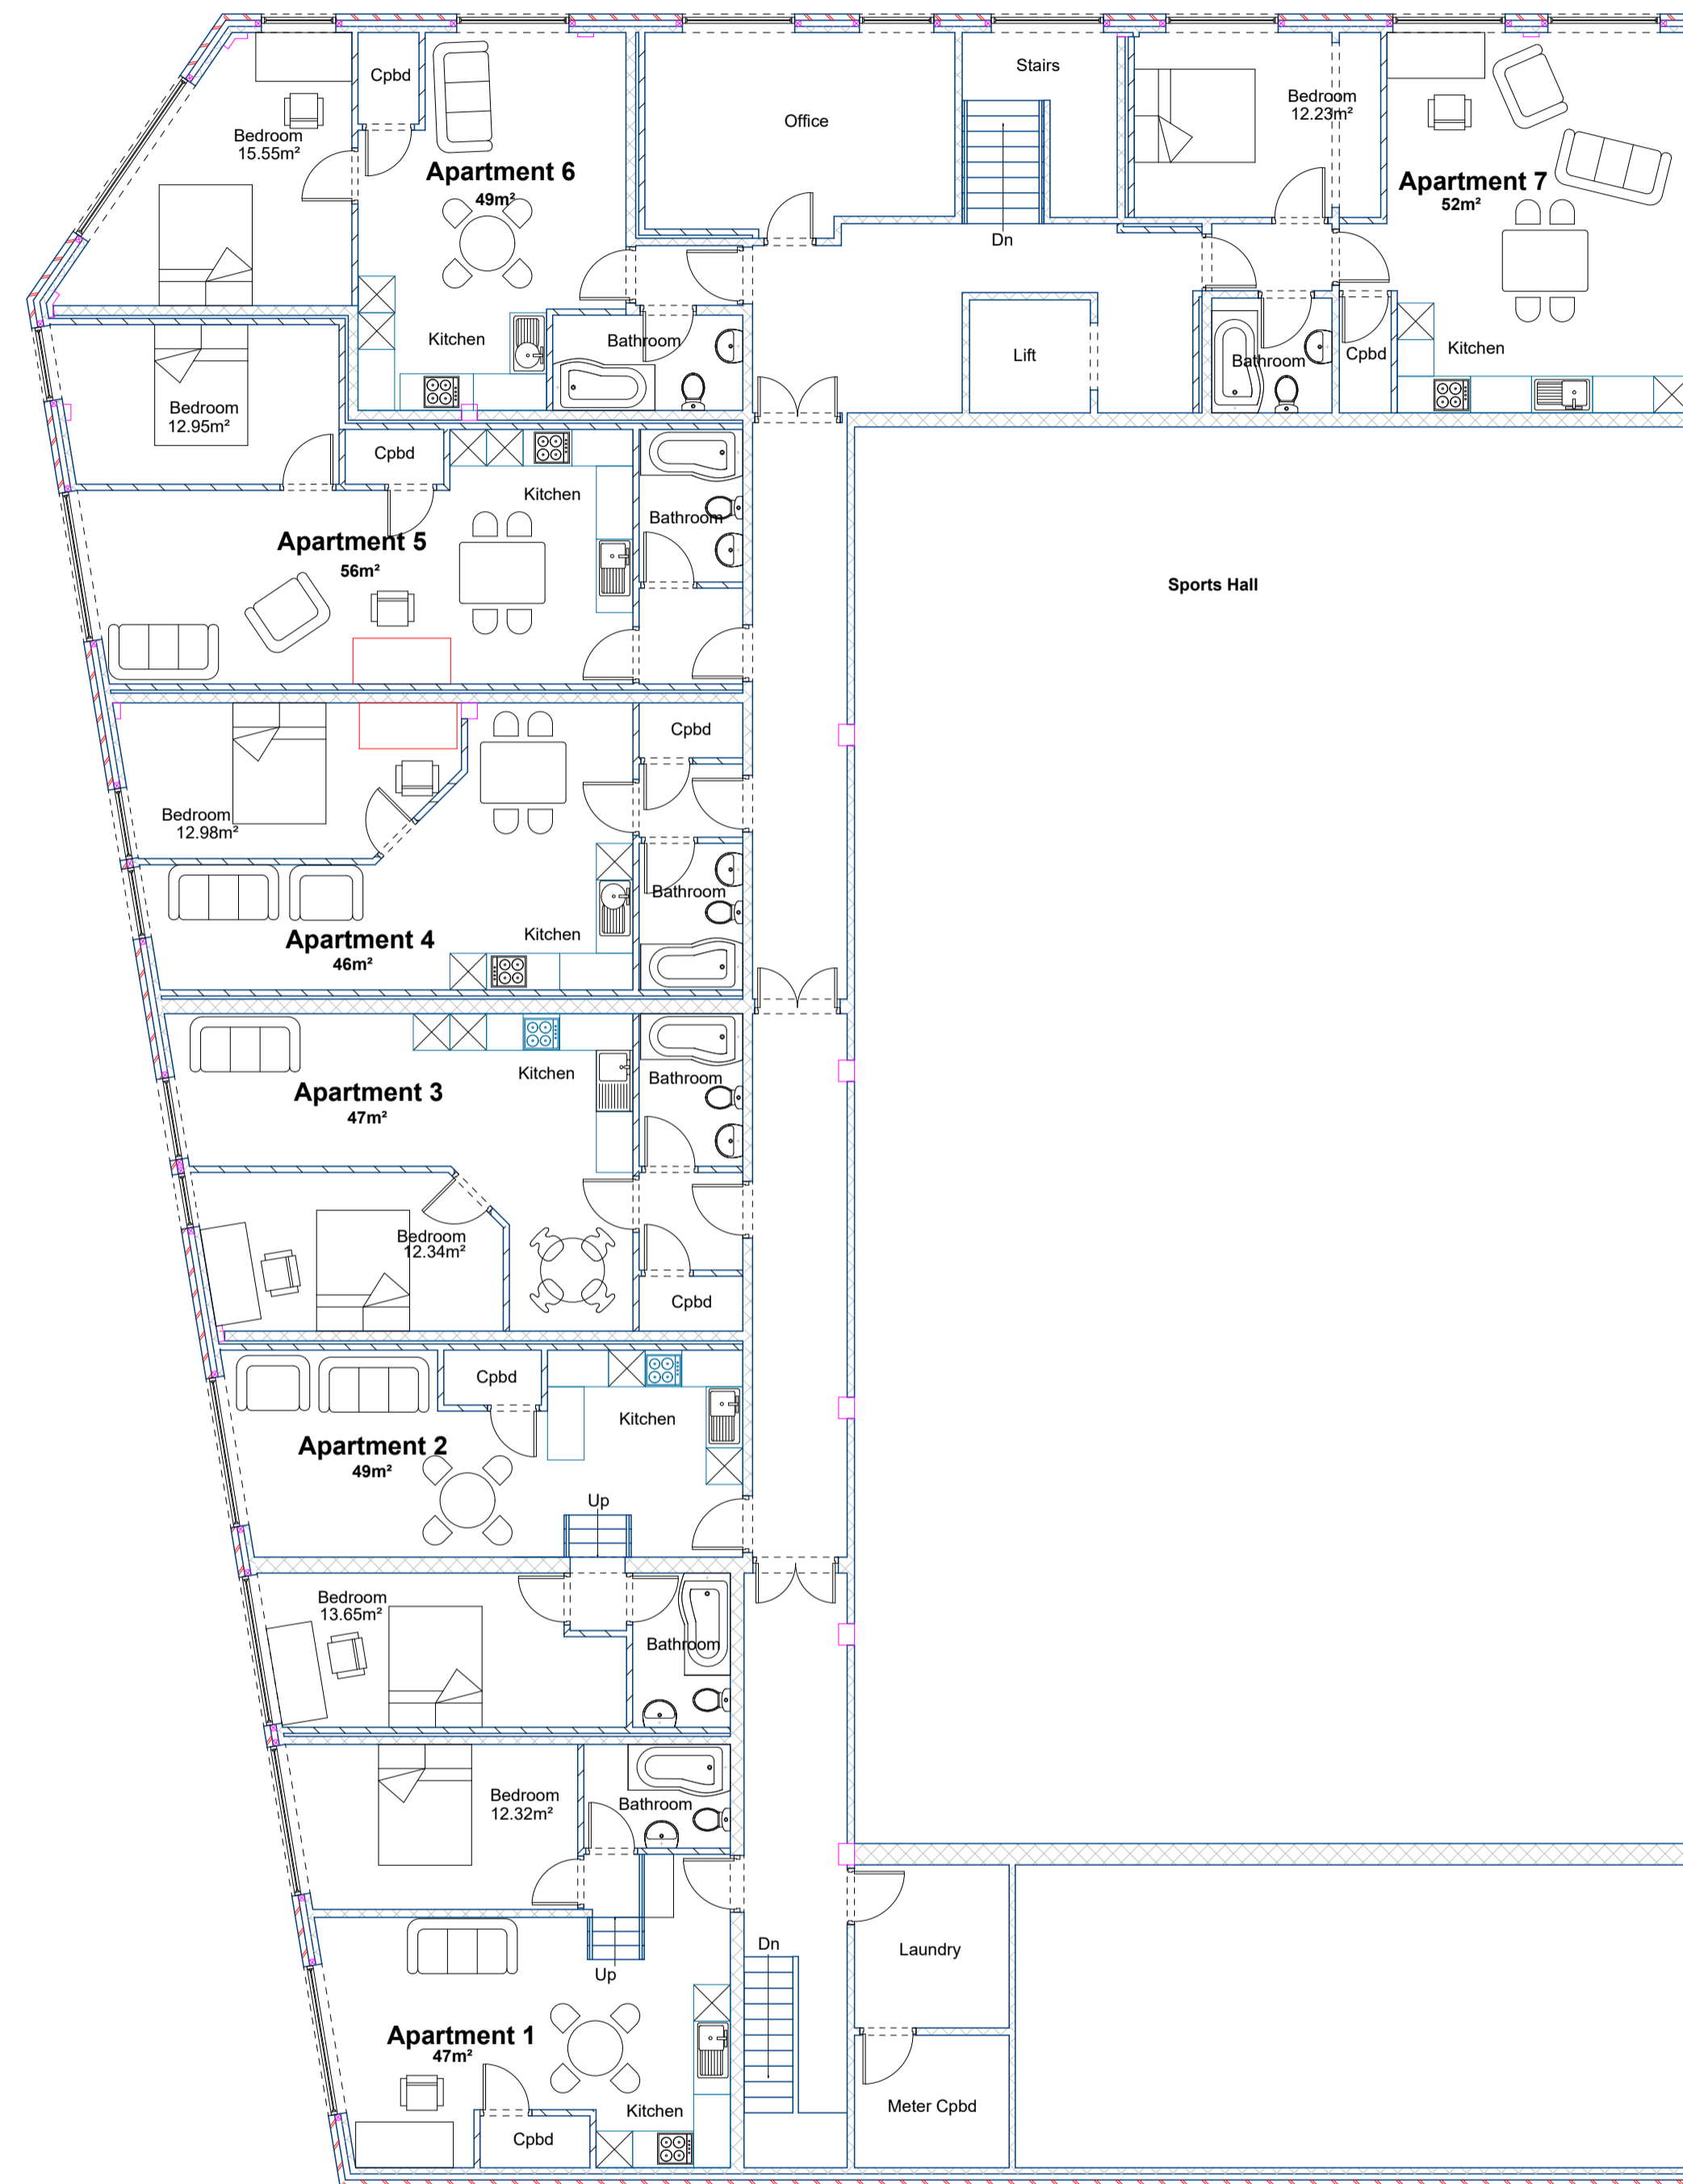 Cpbd
Stairs
Office
Bedroom
15.55m²
Bedroom
12.23m²
Apartment 6
49m²
Apartment 7
52m²
Dn
Kitchen
Bathroom
Lift
Bathroom
Cpbd
Kitchen
Bedroom
12.95m²
Cpbd
Kitchen
Bathroom
Apartment 5
56m²
Sports Hall
Cpbd
Bedroom
12.98m²
Bathroom
Apartment 4
46m²
Kitchen
Kitchen
Bathroom
Apartment 3
47m²
Bedroom
12.34m²
Cpbd
Cpbd
Kitchen
Apartment 2
49m²
Up
Bedroom
13.65m²
Bathroom
Bedroom
12.32m²
Bathroom
Dn
Laundry
Up
Apartment 1
47m²
Kitchen
Meter Cpbd
Cpbd